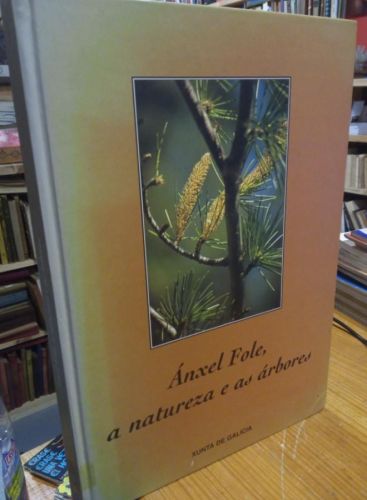 Ánxel Fole,
a natureza e as árbores
XUNTA DE GALICIA